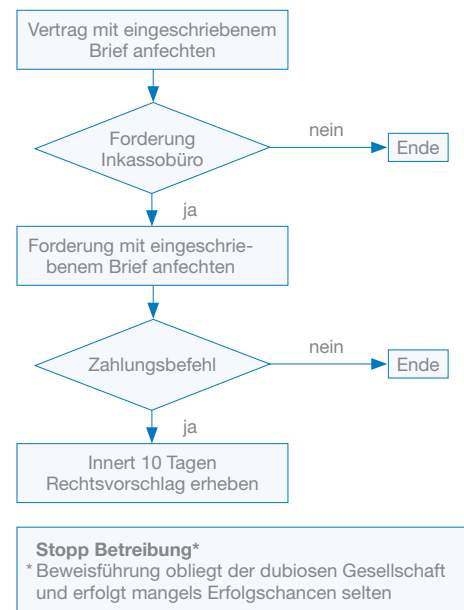 Vertrag mit eingeschriebenem
Brief anfechten
Forderung
Inkassobüro
nein
Ende
ja
Forderung mit eingeschrie-
benem Brief anfechten
Zahlungsbefehl
nein
Ende
ja
Innert 10 Tagen
Rechtsvorschlag erheben
Stopp Betreibung*
* Beweisführung obliegt der dubiosen Gesellschaft
und erfolgt mangels Erfolgschancen selten